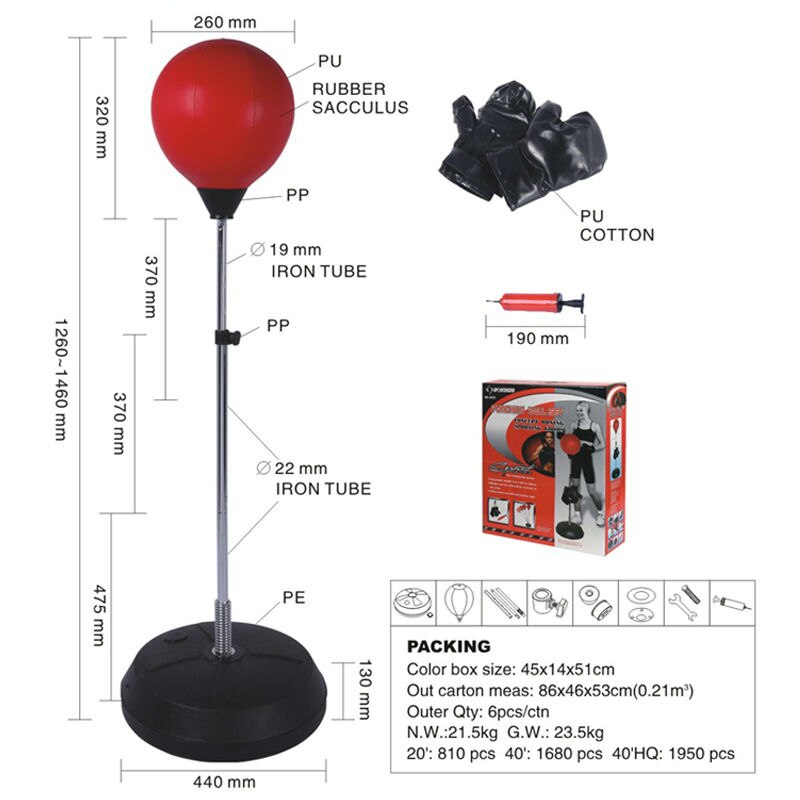 260 mm
PU
RUBBER
SACCULUS
320 mm
PP
19 mm
IRON TUBE
370 mm
PP
1260~1460 mm
370 mm
22 mm
IRON TUBE
475 mm
PE
130 mm
440 mm
PU
COTTON
190 mm
PACKING
Color box size: 45x14x51cm
Out carton meas: 86x46x53cm(0.21m³)
Outer Qty: 6pcs/ctn
N.W.:21.5kg G.W.: 23.5kg
20': 810 pcs 40': 1680 pcs 40'HQ: 1950 pcs